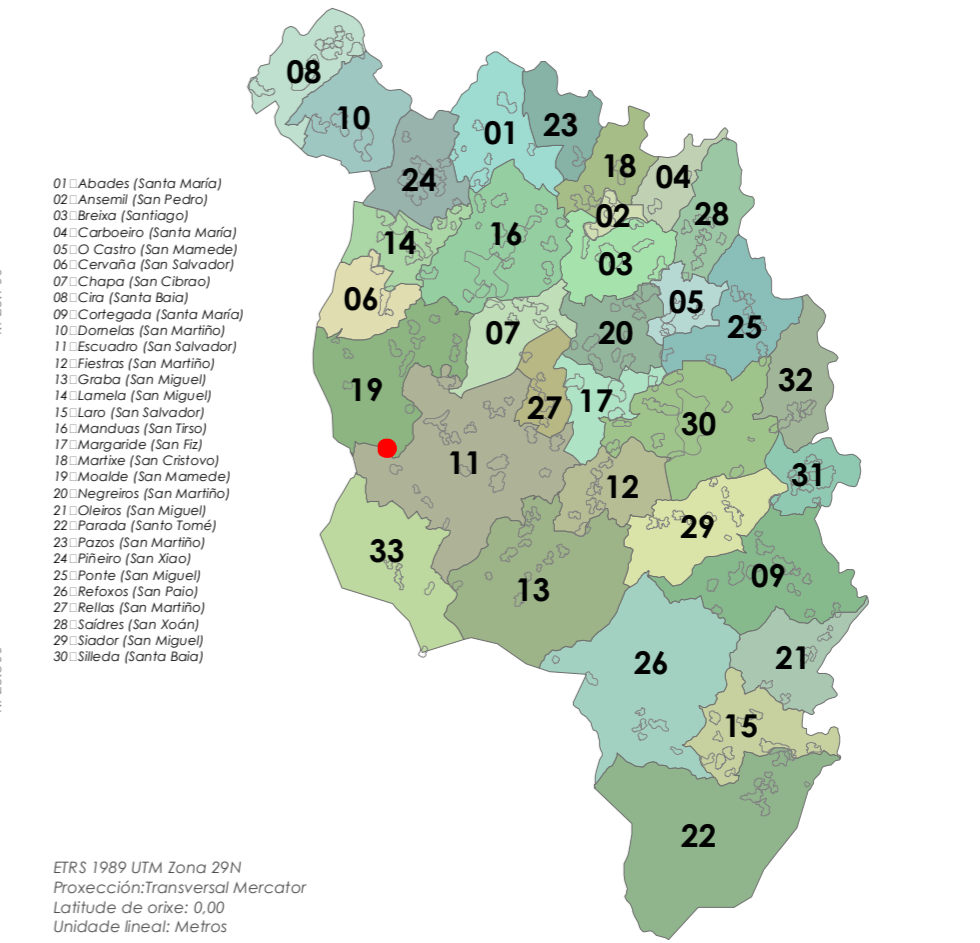 08
10
01
23
24
18
04
02
28
16
14
03
06
05
07
20
25
19
32
27
17
30
11
12
31
29
33
13
09
26
21
15
22
01 Abades (Santa María)
02 Ansemil (San Pedro)
03 Breixa (Santiago)
04 Carboeiro (Santa María)
05 O Castro (San Mamede)
06 Cervaña (San Salvador)
07 Chapa (San Cibrao)
08 Cira (Santa Baia)
09 Cortegada (Santa María)
10 Dornelas (San Martiño)
11 Escuadro (San Salvador)
12 Fiestras (San Martiño)
13 Graba (San Miguel)
14 Lamela (San Miguel)
15 Laro (San Salvador)
16 Manduas (San Tirso)
17 Margaride (San Fiz)
18 Martixe (San Cristovo)
19 Moalde (San Mamede)
20 Negreiros (San Martiño)
21 Oleiros (San Miguel)
22 Parada (Santo Tomé)
23 Pazos (San Martiño)
24 Piñeiro (San Xiao)
25 Ponte (San Miguel)
26 Refoxos (San Paio)
27 Rellas (San Martiño)
28 Saídres (San Xoán)
29 Siador (San Miguel)
30 Silleda (Santa Baia)
ETRS 1989 UTM Zona 29N
Proxección:Transversal Mercator
Latitude de orixe: 0,00
Unidade lineal: Metros